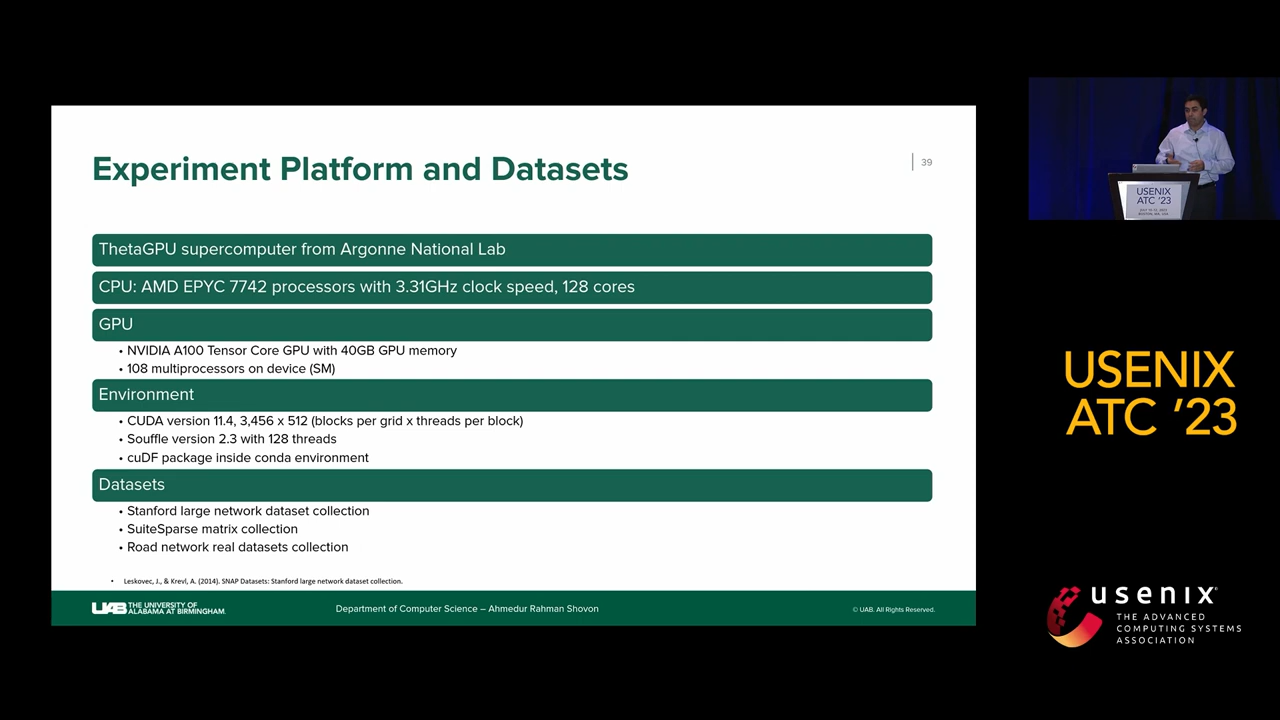 Experiment Platform and Datasets
39
ThetaGPU supercomputer from Argonne National Lab
CPU: AMD EPYC 7742 processors with 3.31GHz clock speed, 128 cores
GPU
• NVIDIA A100 Tensor Core GPU with 40GB GPU memory
• 108 multiprocessors on device (SM)
Environment
• CUDA version 11.4, 3,456 x 512 (blocks per grid x threads per block)
• Souffle version 2.3 with 128 threads
• cuDF package inside conda environment
Datasets
• Stanford large network dataset collection
• SuiteSparse matrix collection
• Road network real datasets collection
• Leskovec, J., & Krevl, A. (2014). SNAP Datasets: Stanford large network dataset collection.
UAB THE UNIVERSITY OF
ALABAMA AT BIRMINGHAM.
Department of Computer Science – Ahmedur Rahman Shovon
© UAB. All Rights Reserved.
USENIX
ATC '23
USENIX
ATC '23
usenix
THE ADVANCED
COMPUTING SYSTEMS
ASSOCIATION